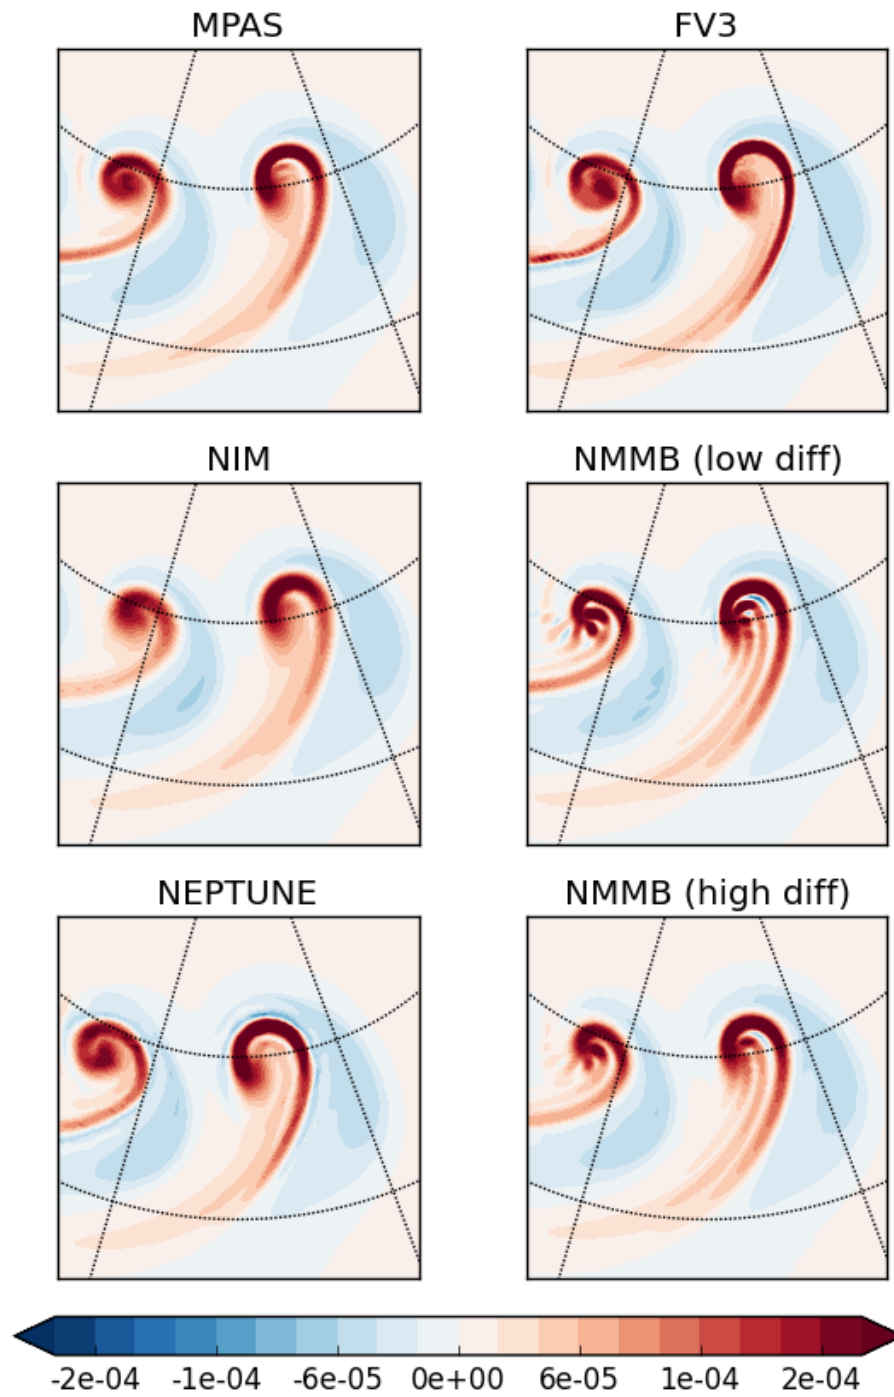 MPAS
FV3
NIM
NMMB (low diff)
NEPTUNE
NMMB (high diff)
-2e-04 -1e-04 -6e-05 0e+00 6e-05 1e-04 2e-04